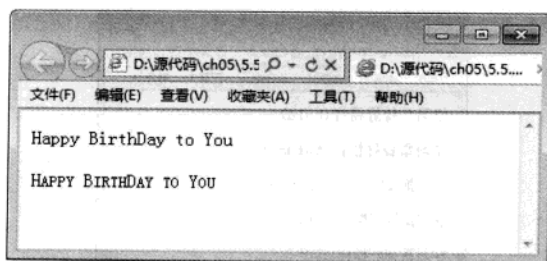 D:\源代码\ch05\5.5
D:\源代码\ch05\5.5....
文件(F) 编辑(E) 查看(V) 收藏夹(A) 工具(T) 帮助(H)
Happy BirthDay to You
HAPPY BIRTHDAY TO YOU